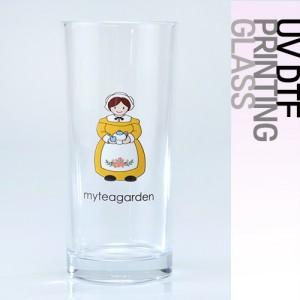 UV DTF
PRINTING
GLASS
myteagarden